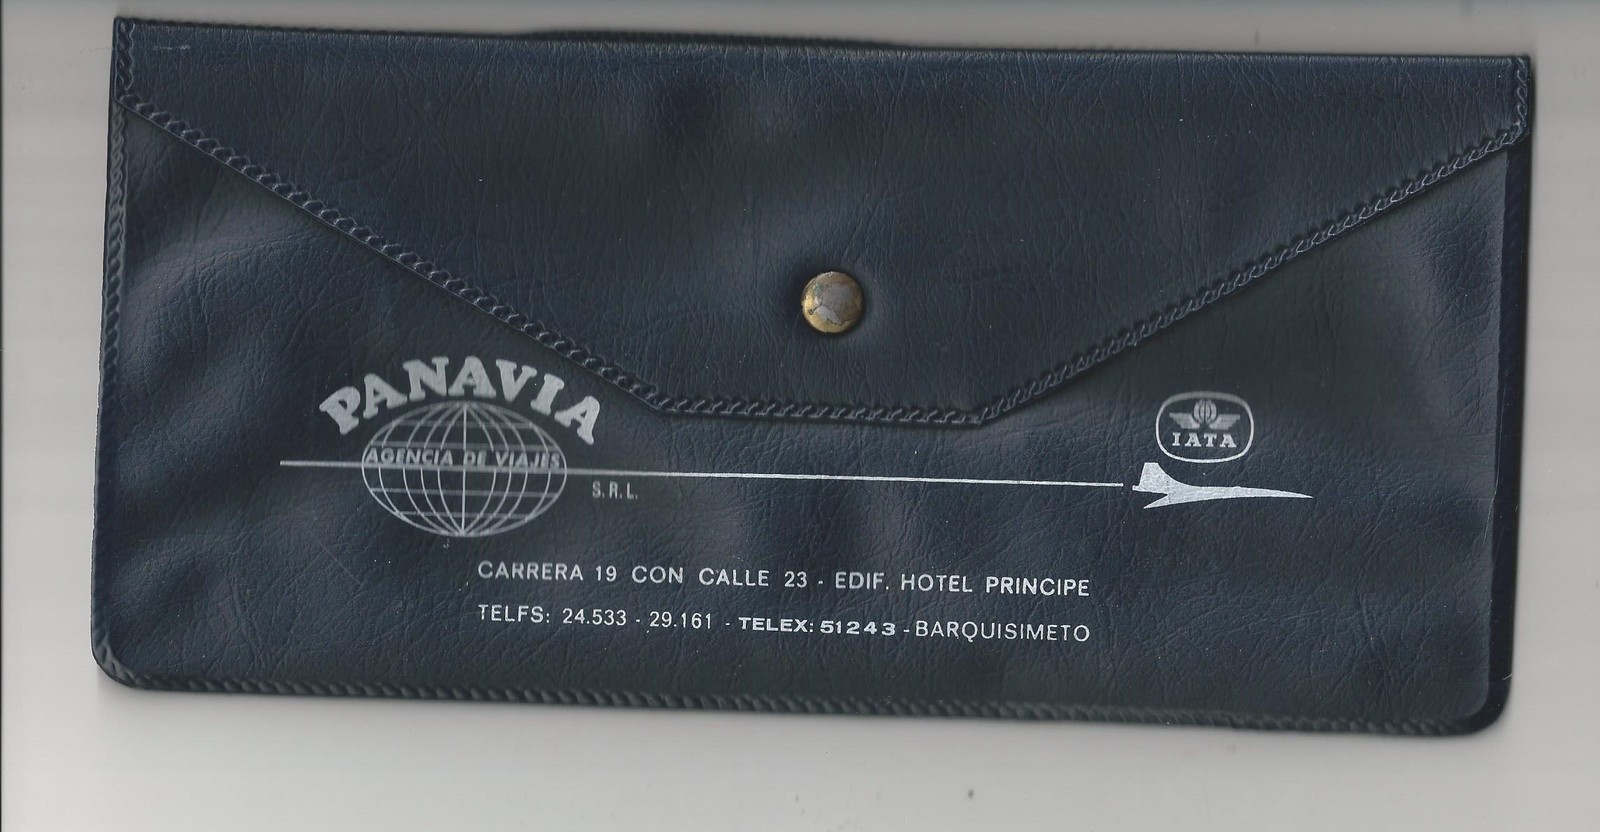 PANAVIA
AGENCIA DE VIAJES
S.R.L.
IATA
CARRERA 19 CON CALLE 23 - EDIF. HOTEL PRINCIPE
TELFS: 24.533 - 29.161 - TELEX: 51243 - BARQUISIMETO